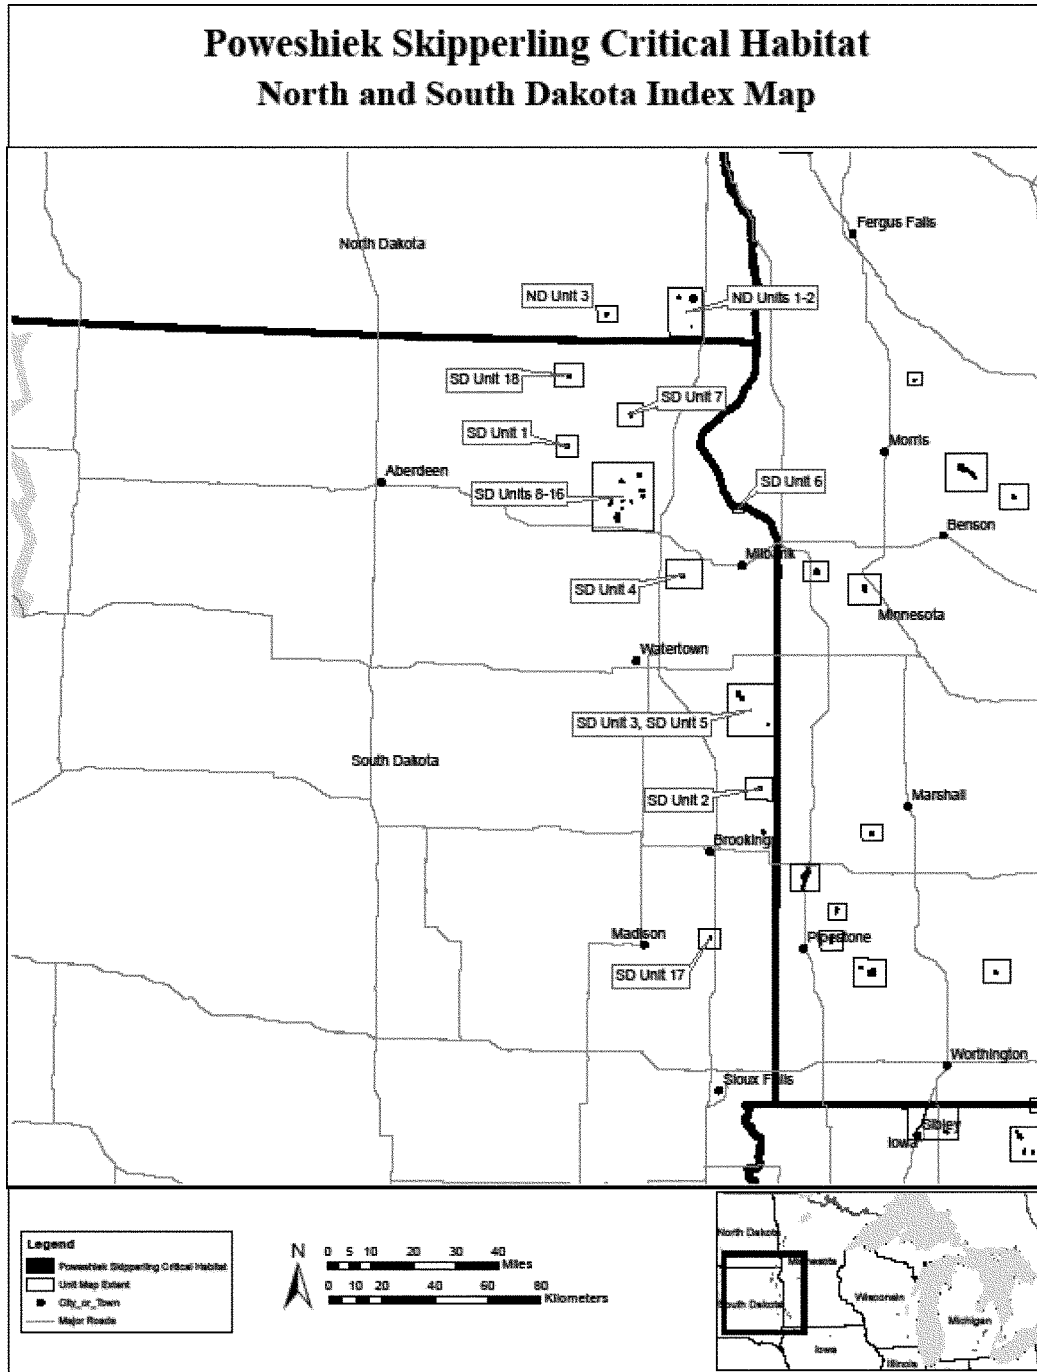 Poweshiek Skipperling Critical Habitat
North and South Dakota Index Map
Fergus Falls
North Dakota
ND Unit 3
ND Units 1-2
SD Unit 18
SD Unit 7
SD Unit 1
Morris
Aberdeen
SD Unit 6
SD Units 8-16
Benson
Milbank
SD Unit 4
Minnesota
Watertown
SD Unit 3, SD Unit 5
South Dakota
SD Unit 2
Marshall
Brookings
Madison
Pipestone
SD Unit 17
Worthington
Sioux Falls
Sibley
Iowa
Legend
Poweshiek Skipperling Critical Habitat
Unit Map Extent
City_or_Town
Major Roads
N
0 5 10 20 30 40
Miles
0 10 20 40 60 80
Kilometers
North Dakota
Minnesota
South Dakota
Wisconsin
Michigan
Iowa
Illinois